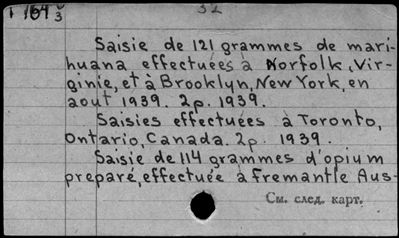 32
Saisie de 121 grammes de mari-
huana effectuées à Norfolk, Vir-
ginie, et à Brooklyn, New York, en
aout 1939. 2p. 1939.
Saisies effectuées à Toronto,
Ontario, Canada. 2p 1939.
Saisie de 114 grammes d'opium
preparé, effectuée à Fremantle Aus-
См. след. карт.